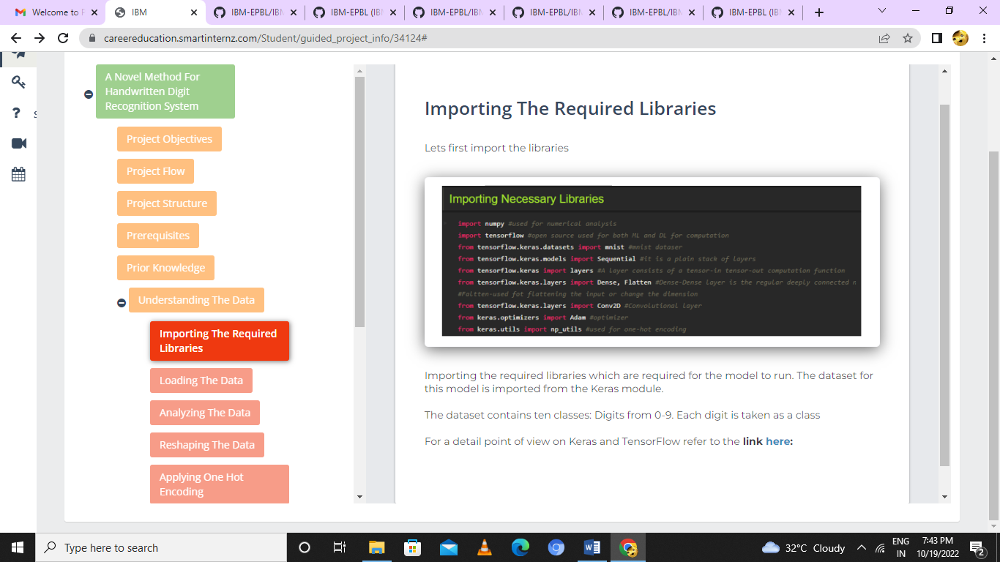 Welcome to P
IBM
IBM-EPBL/IBM
IBM-EPBL (IB
IBM-EPBL/IBM
IBM-EPBL/IBM
IBM-EPBL/IBM
IBM-EPBL (IB
careereducation.smartinternz.com/Student/guided_project_info/34124#
A Novel Method For
Handwritten Digit
Recognition System
Project Objectives
Project Flow
Project Structure
Prerequisites
Prior Knowledge
Understanding The Data
Importing The Required
Libraries
Loading The Data
Analyzing The Data
Reshaping The Data
Applying One Hot
Encoding
Importing The Required Libraries
Lets first import the libraries
Importing Necessary Libraries
import numpy #used for numerical analysis
import tensorflow #open source used for both ML and DL for computation
from tensorflow.keras.datasets import mnist #mnist dataser
from tensorflow.keras.models import Sequential #it is a plain stack of layers
from tensorflow.keras import layers #A layer consists of a tensor-in tensor-out computation function
from tensorflow.keras.layers import Dense, Flatten #Dense-Dense layer is the regular deeply connected n
#Faltten-used fot flattening the input or change the dimension
from tensorflow.keras.layers import Conv2D #Convolutional layer
from keras.optimizers import Adam #optimizer
from keras.utils import np_utils #used for one-hot encoding
Importing the required libraries which are required for the model to run. The dataset for
this model is imported from the Keras module.
The dataset contains ten classes: Digits from 0-9. Each digit is taken as a class
For a detail point of view on Keras and TensorFlow refer to the link here:
Type here to search
32°C Cloudy
ENG
IN
7:43 PM
10/19/2022
2